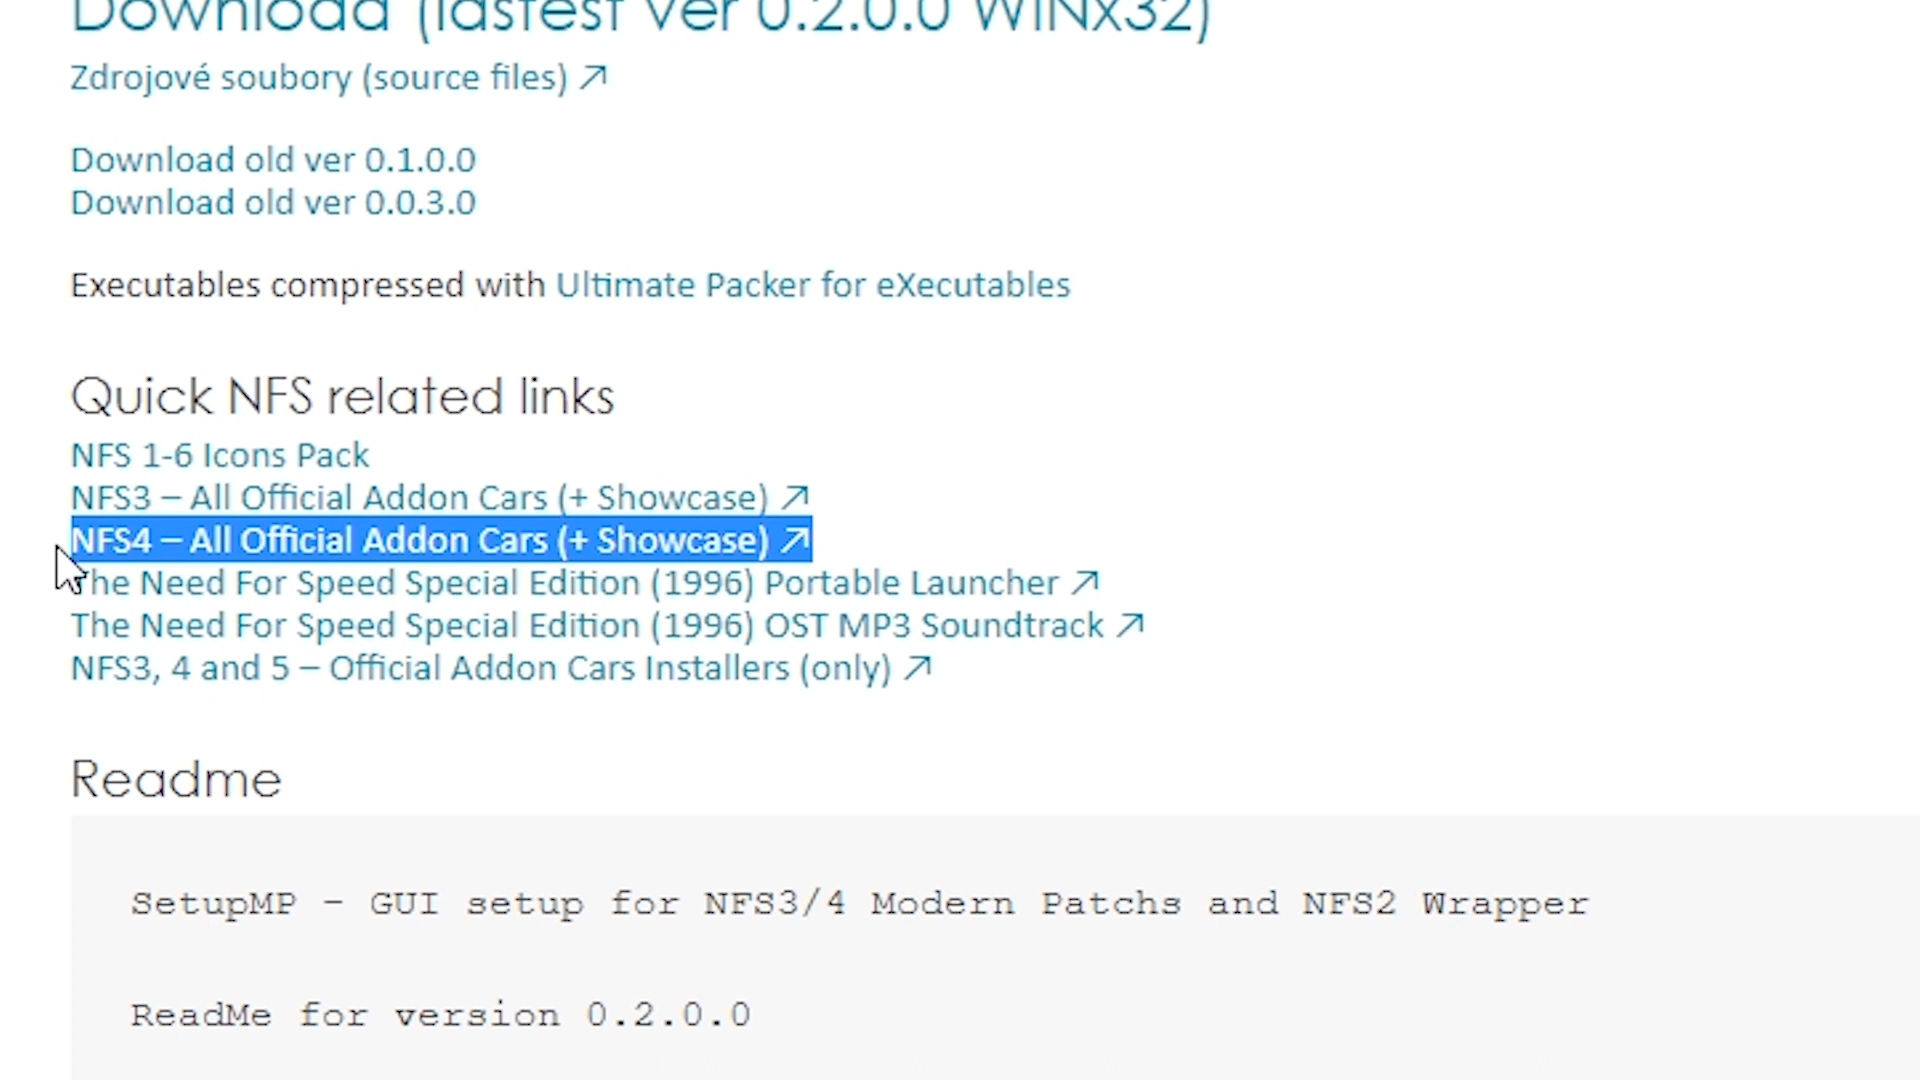 Download (lastest ver 0.2.0.0 WINx32)
Zdrojové soubory (source files) ↗
Download old ver 0.1.0.0
Download old ver 0.0.3.0
Executables compressed with Ultimate Packer for eXecutables
Quick NFS related links
NFS 1-6 Icons Pack
NFS3 – All Official Addon Cars (+ Showcase) ↗
NFS4 – All Official Addon Cars (+ Showcase) ↗
The Need For Speed Special Edition (1996) Portable Launcher ↗
The Need For Speed Special Edition (1996) OST MP3 Soundtrack ↗
NFS3, 4 and 5 – Official Addon Cars Installers (only) ↗
Readme
SetupMP - GUI setup for NFS3/4 Modern Patchs and NFS2 Wrapper
ReadMe for version 0.2.0.0